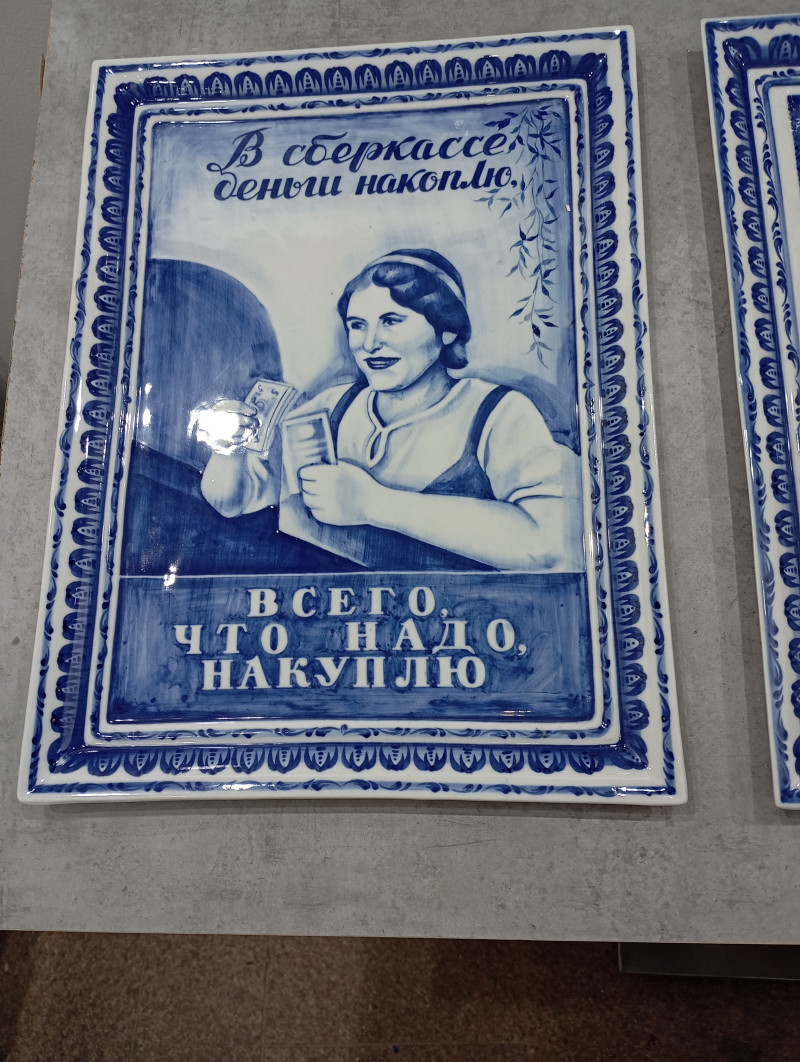 В сберкассе
деньги накоплю,
ВСЕГО,
ЧТО НАДО,
НАКУПЛЮ